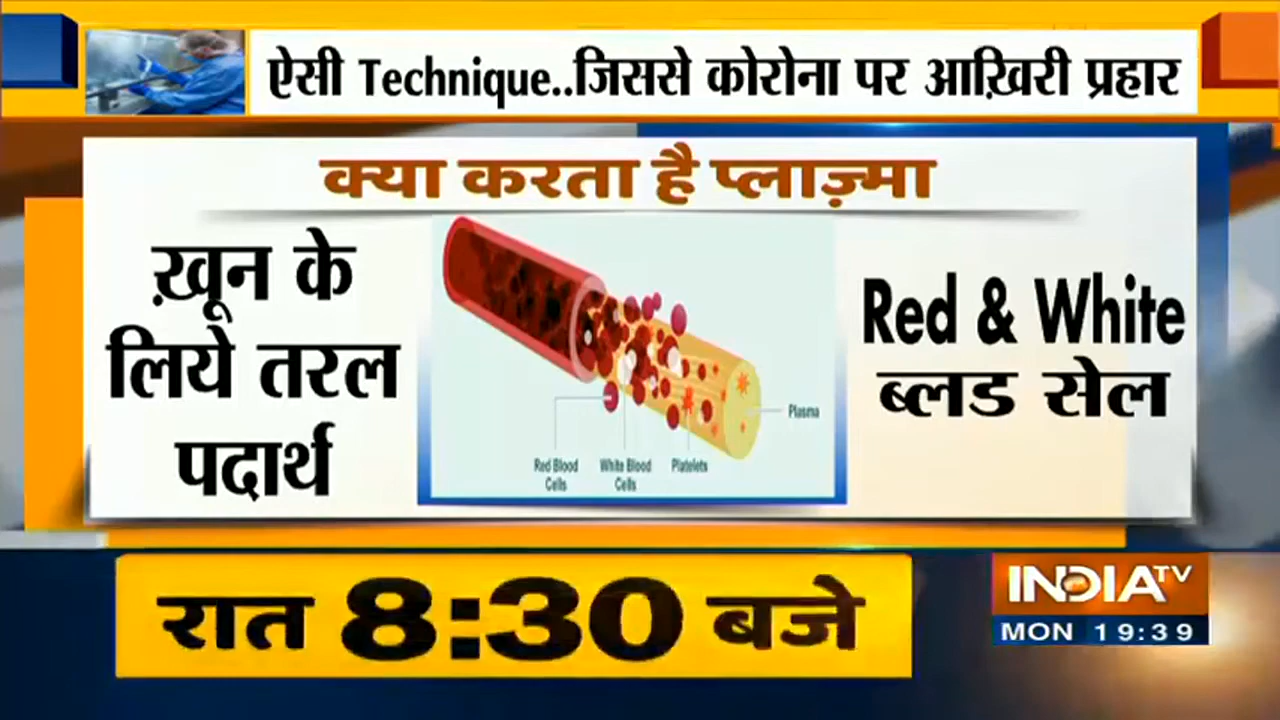 ऐसी Technique..जिससे कोरोना पर आख़िरी प्रहार
क्या करता है प्लाज़्मा
ख़ून के
लिये तरल
पदार्थ
Red Blood
Cells
White Blood
Cells
Platelets
Plasma
Red & White
ब्लड सेल
रात 8:30 बजे
INDIA TV
MON 19:39